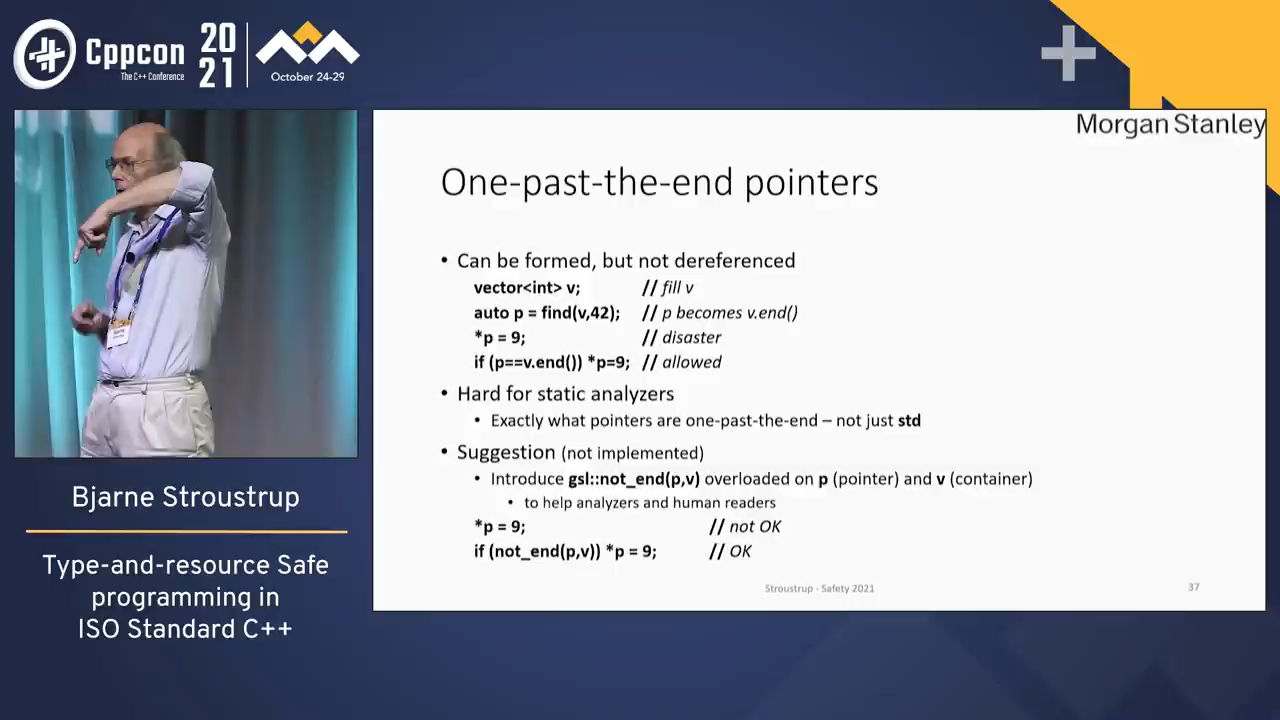 Cppcon
The C++ Conference
20
21
October 24-29
Morgan Stanley
One-past-the-end pointers
• Can be formed, but not dereferenced
vector<int> v; // fill v
auto p = find(v,42); // p becomes v.end()
*p = 9; // disaster
if (p==v.end()) *p=9; // allowed
• Hard for static analyzers
• Exactly what pointers are one-past-the-end – not just std
• Suggestion (not implemented)
• Introduce gsl::not_end(p,v) overloaded on p (pointer) and v (container)
• to help analyzers and human readers
*p = 9; // not OK
if (not_end(p,v)) *p = 9; // OK
Stroustrup - Safety 2021
37
Bjarne Stroustrup
Type-and-resource Safe
programming in
ISO Standard C++